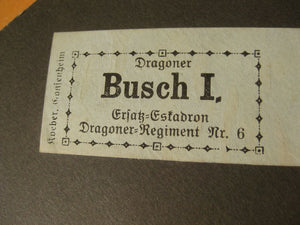 Dragoner
Busch I.
Ersatz-Eskadron
Dragoner-Regiment Nr. 6